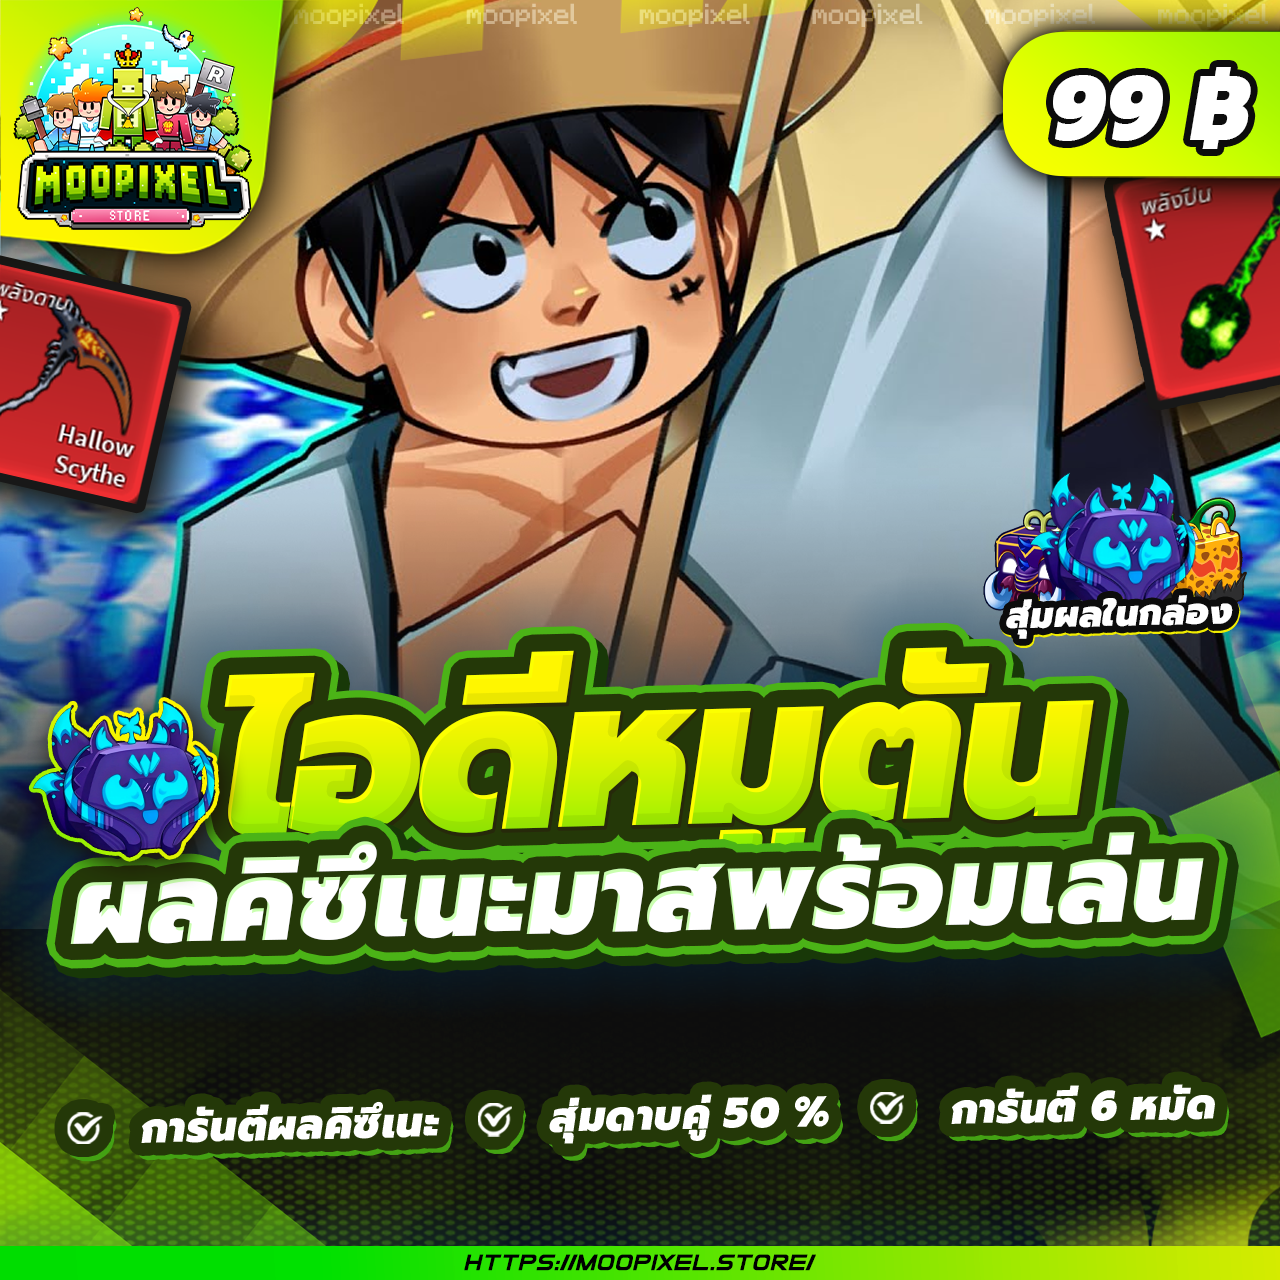 moopixel moopixel moopixel moopixel moopixel moopixel
MOOPIXEL
STORE
R
99 ฿
พลังปืน
พลังดาบ
Hallow
Scythe
สุ่มผลในกล่อง
ไอดีหมูตัน
ผลคิซึเนะมาสพร้อมเล่น
การันตีผลคิซึเนะ
สุ่มดาบคู่ 50 %
การันตี 6 หมัด
HTTPS://MOOPIXEL.STORE/